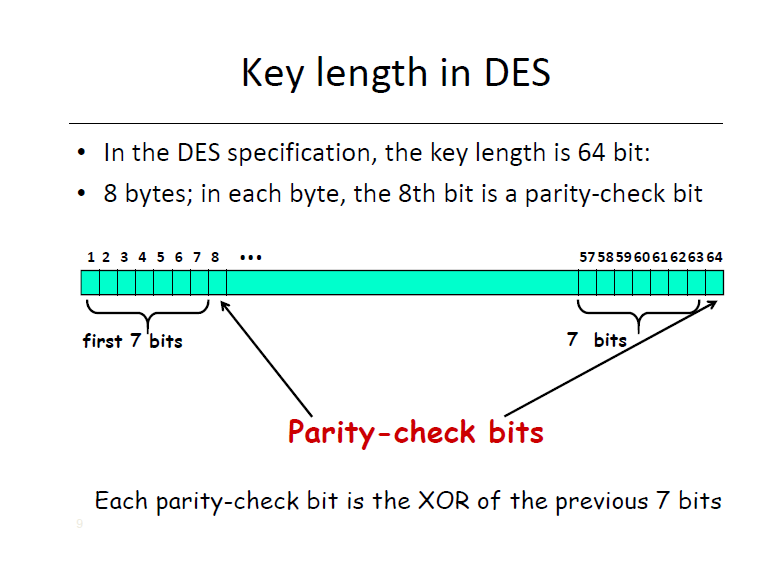 Key length in DES
• In the DES specification, the key length is 64 bit:
• 8 bytes; in each byte, the 8th bit is a parity-check bit
1 2 3 4 5 6 7 8 ••• 57 58 59 60 61 62 63 64
first 7 bits 7 bits
Parity-check bits
Each parity-check bit is the XOR of the previous 7 bits
9